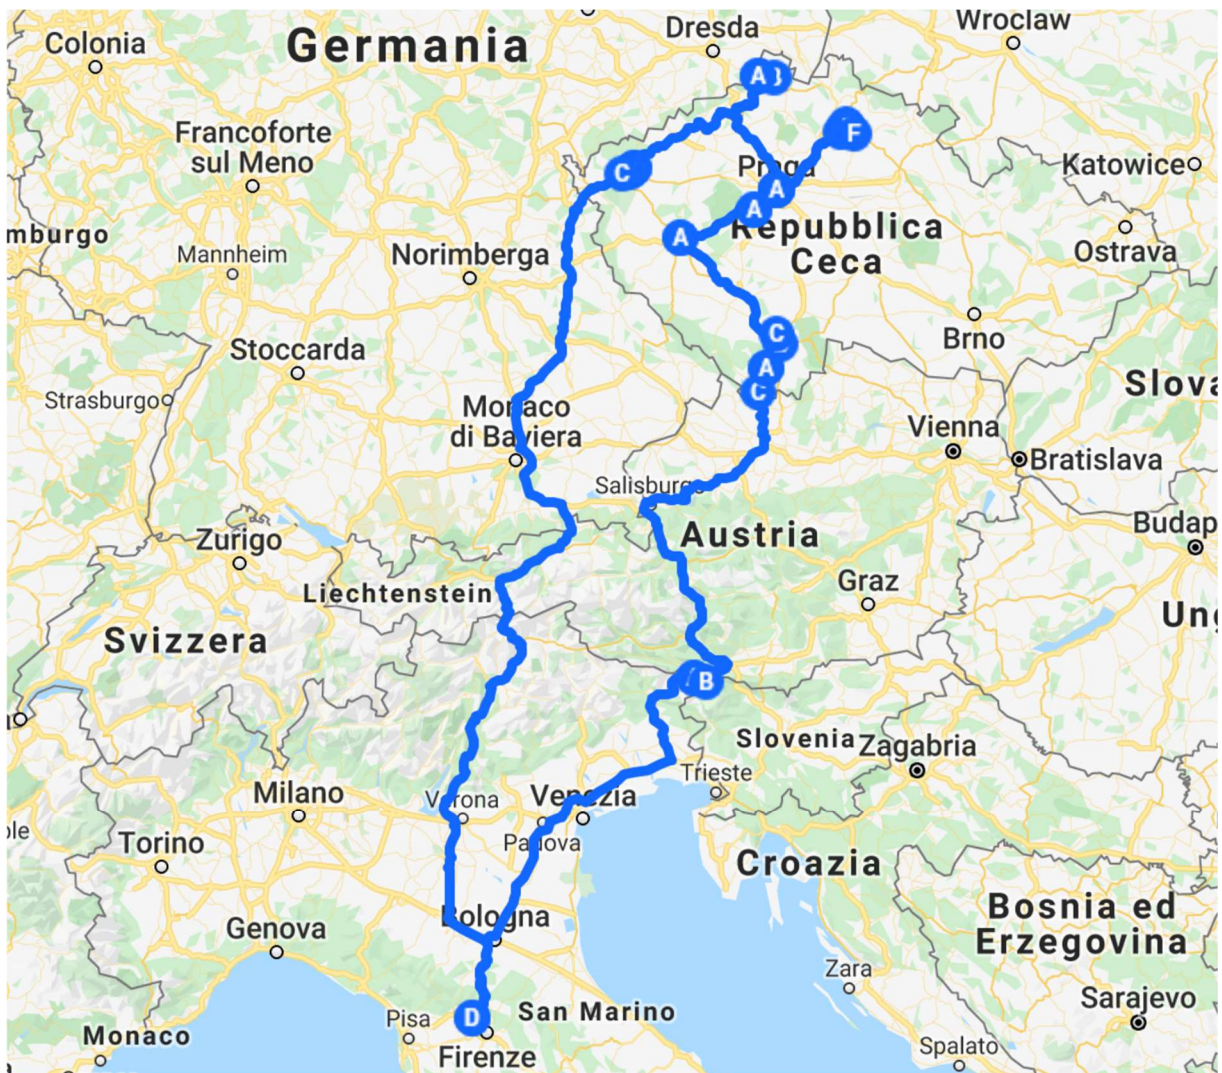 Dresda
Wroclaw
Colonia
Germania
A
Francoforte
sul Meno
F
C
Praga
Katowice
A
A
mburgo
A
Repubblica
Ceca
Ostrava
Mannheim
Norimberga
Brno
Stoccarda
C
A
Slova
Strasburgo
C
Monaco
di Baviera
Vienna
Bratislava
Salisburgo
Budap
Zurigo
Austria
Liechtenstein
Graz
Svizzera
Ung
B
Slovenia
Zagabria
Trieste
Milano
Verona
Venezia
Padova
Torino
Croazia
Bologna
Genova
Bosnia ed
Erzegovina
Zara
Sarajevo
D
San Marino
Pisa
Monaco
Firenze
Spalato